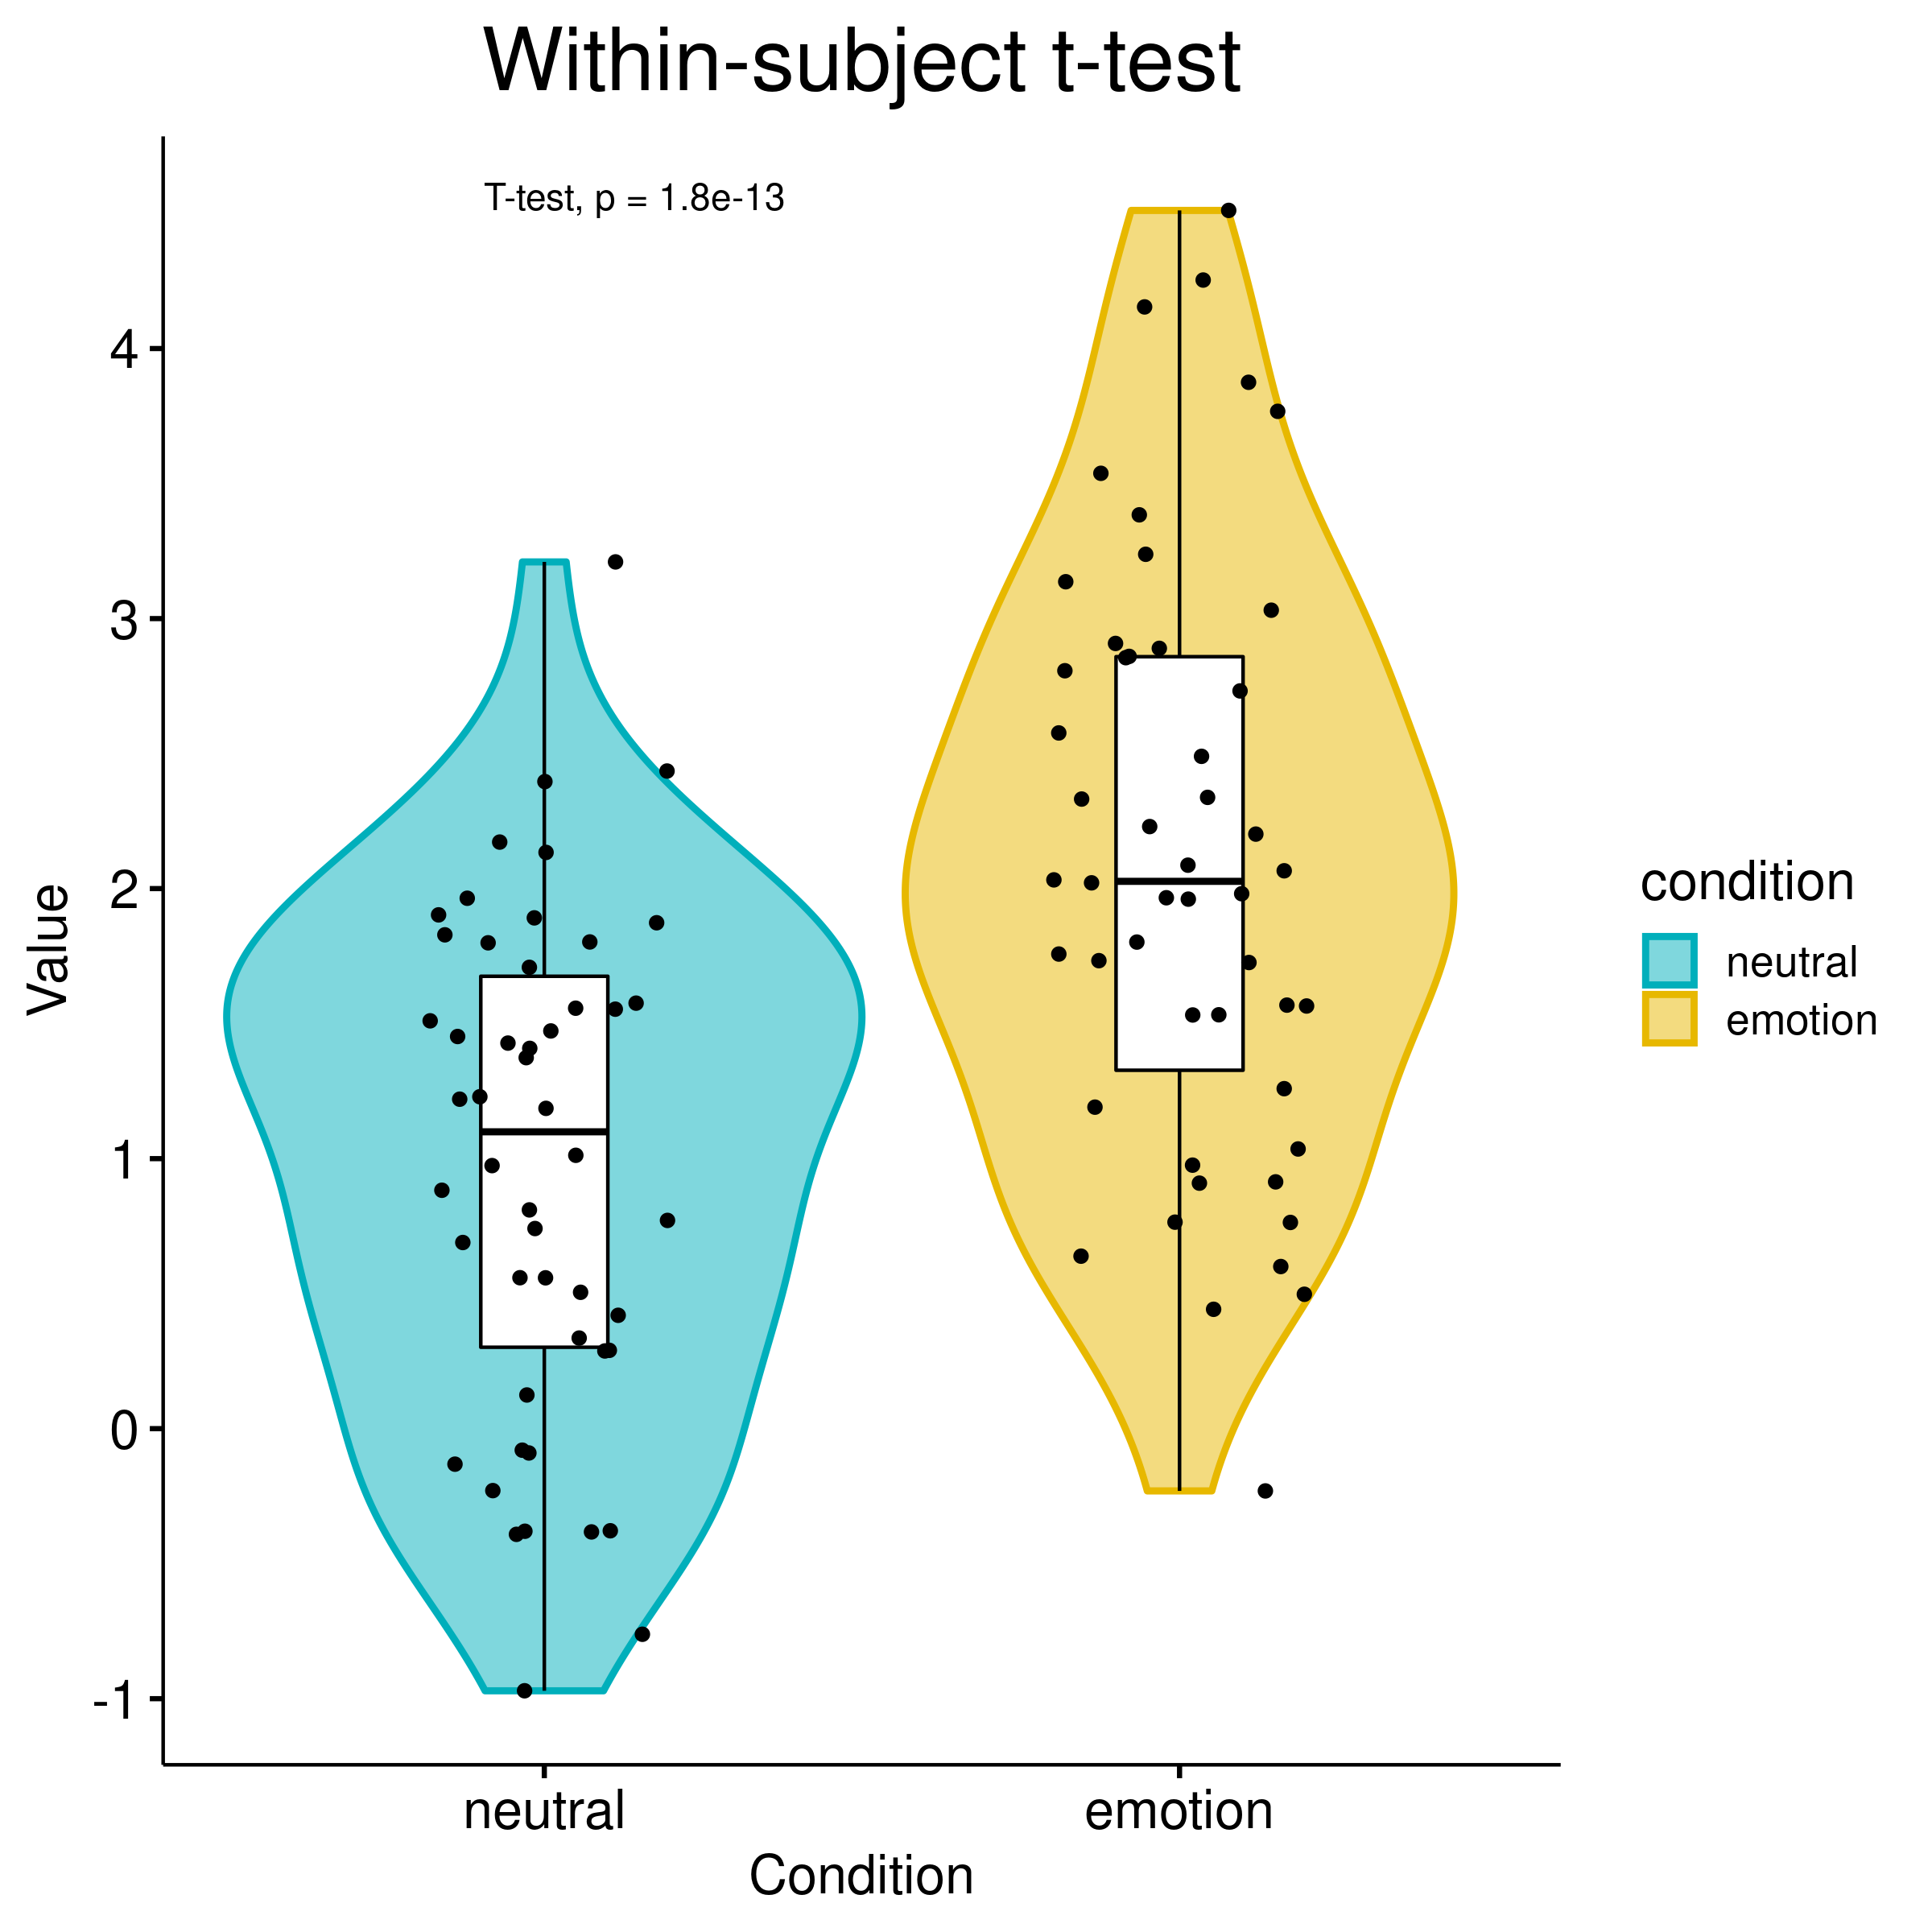 Within-subject t-test
T-test, p = 1.8e-13
4
3
2
1
0
-1
Value
neutral
emotion
Condition
condition
neutral
emotion